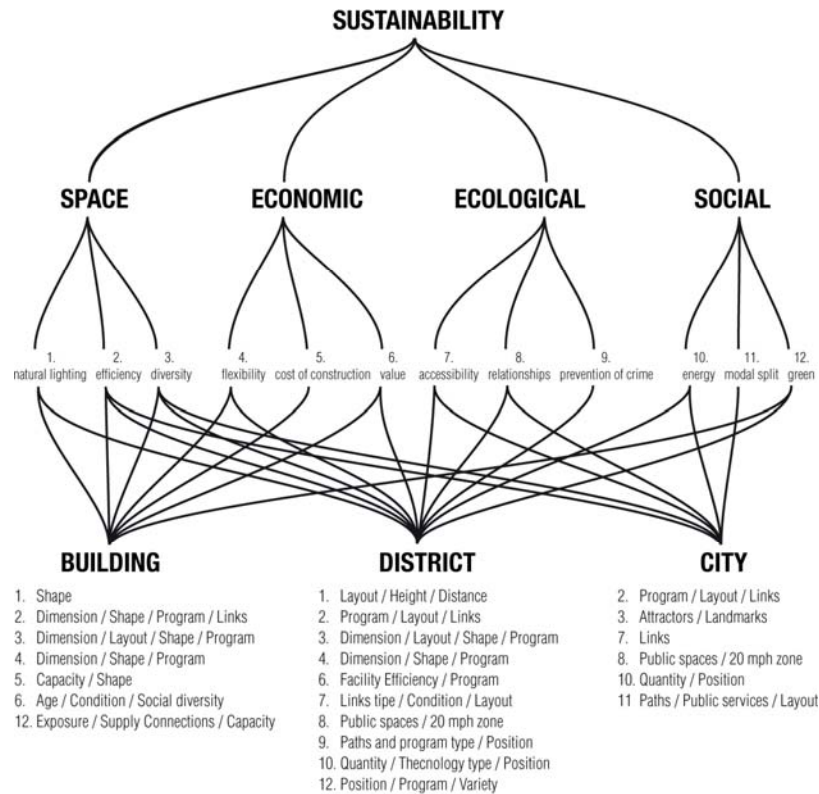 SUSTAINABILITY
SPACE ECONOMIC ECOLOGICAL SOCIAL
1. 2. 3. 4. 5. 6. 7. 8. 9. 10. 11. 12.
natural lighting efficiency diversity flexibility cost of construction value accessibility relationships prevention of crime energy modal split green
BUILDING
1. Shape
2. Dimension / Shape / Program / Links
3. Dimension / Layout / Shape / Program
4. Dimension / Shape / Program
5. Capacity / Shape
6. Age / Condition / Social diversity
12. Exposure / Supply Connections / Capacity
DISTRICT
1. Layout / Height / Distance
2. Program / Layout / Links
3. Dimension / Layout / Shape / Program
4. Dimension / Shape / Program
6. Facility Efficiency / Program
7. Links tipe / Condition / Layout
8. Public spaces / 20 mph zone
9. Paths and program type / Position
10. Quantity / Thecnology type / Position
12. Position / Program / Variety
CITY
2. Program / Layout / Links
3. Attractors / Landmarks
7. Links
8. Public spaces / 20 mph zone
10. Quantity / Position
11 Paths / Public services / Layout